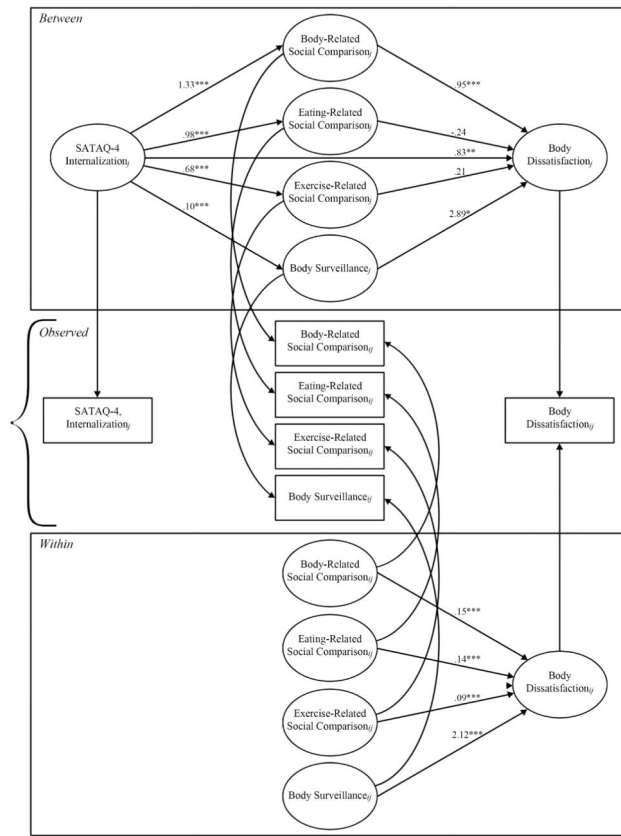 Between
Body-Related
Social Comparisonj
1.33***
.95***
Eating-Related
Social Comparisonj
.98***
-.24
SATAQ-4
Internalizationj
.83**
Body
Dissatisfactionj
.68***
Exercise-Related
Social Comparisonj
.21
.10***
Body Surveillancej
2.89*
Observed
Body-Related
Social Comparisonij
Eating-Related
Social Comparisonij
SATAQ-4,
Internalizationj
Body
Dissatisfactionij
Exercise-Related
Social Comparisonij
Body Surveillanceij
Within
Body-Related
Social Comparisonij
.15***
Eating-Related
Social Comparisonij
.14***
Body
Dissatisfactionij
Exercise-Related
Social Comparisonij
.09***
2.12***
Body Surveillanceij